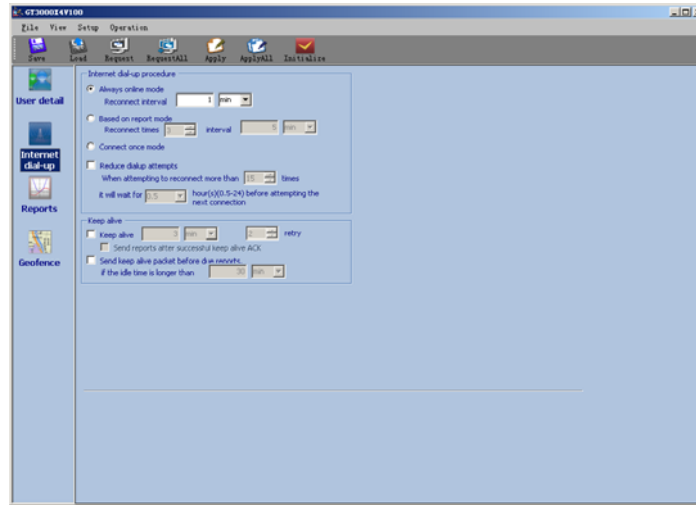 GT3000I4V100
File View Setup Operation
Save Load Request RequestAll Apply ApplyAll Initialize
User detail
Internet dial-up
Reports
Geofence
Internet dial-up procedure
Always online mode
Reconnect interval 1 min
Based on report mode
Reconnect times 3 interval 5 min
Connect once mode
Reduce dialup attempts
When attempting to reconnect more than 15 times
it will wait for 0.5 hour(s)(0.5-24) before attempting the
next connection
Keep alive
Keep alive 3 min 2 retry
Send reports after successful keep alive ACK
Send keep alive packet before due reports,
if the idle time is longer than 30 min